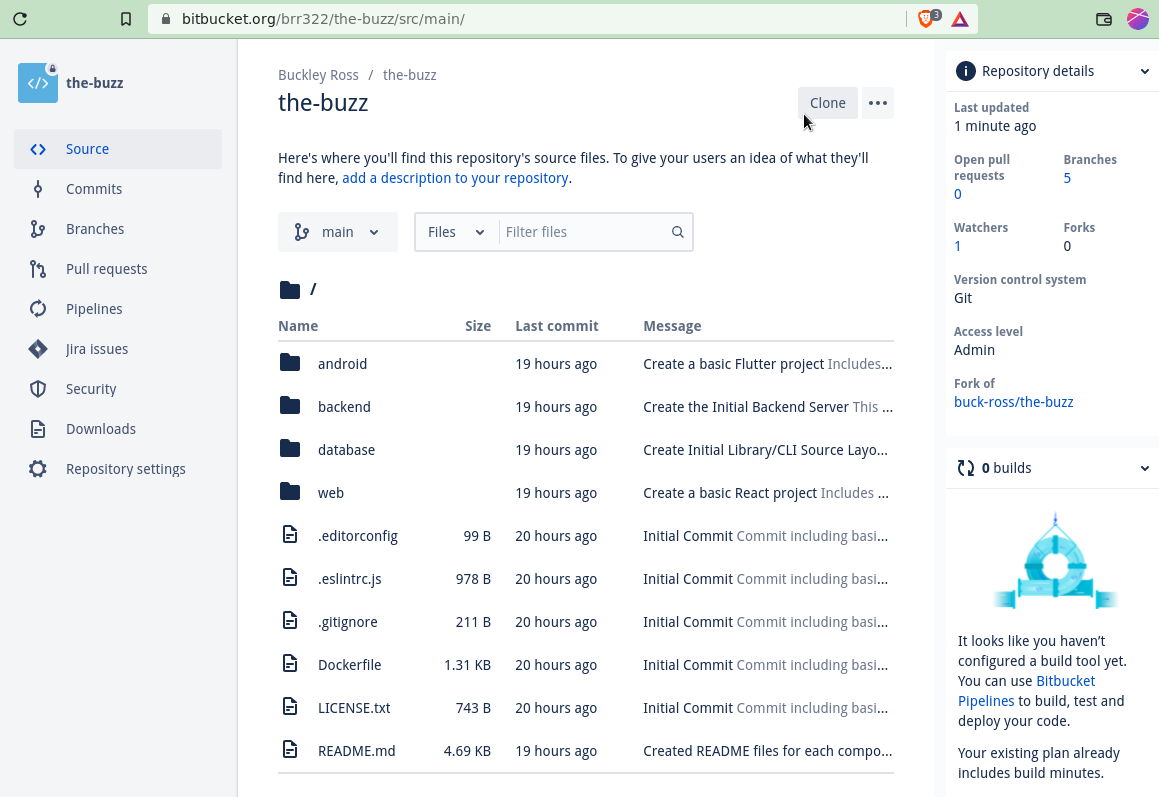 bitbucket.org/brr322/the-buzz/src/main/
3
</>
the-buzz
Source
Commits
Branches
Pull requests
Pipelines
Jira issues
Security
Downloads
Repository settings
Buckley Ross / the-buzz
the-buzz
Clone
Here's where you'll find this repository's source files. To give your users an idea of what they'll
find here, add a description to your repository.
main
Files
Filter files
/
Name Size Last commit Message
android 19 hours ago Create a basic Flutter project Includes...
backend 19 hours ago Create the Initial Backend Server This ...
database 19 hours ago Create Initial Library/CLI Source Layo...
web 19 hours ago Create a basic React project Includes ...
.editorconfig 99 B 20 hours ago Initial Commit Commit including basi...
.eslintrc.js 978 B 20 hours ago Initial Commit Commit including basi...
.gitignore 211 B 20 hours ago Initial Commit Commit including basi...
Dockerfile 1.31 KB 20 hours ago Initial Commit Commit including basi...
LICENSE.txt 743 B 20 hours ago Initial Commit Commit including basi...
README.md 4.69 KB 19 hours ago Created README files for each compo...
Repository details
Last updated
1 minute ago
Open pull
requests
0
Branches
5
Watchers
1
Forks
0
Version control system
Git
Access level
Admin
Fork of
buck-ross/the-buzz
0 builds
It looks like you haven’t
configured a build tool yet.
You can use Bitbucket
Pipelines to build, test and
deploy your code.
Your existing plan already
includes build minutes.